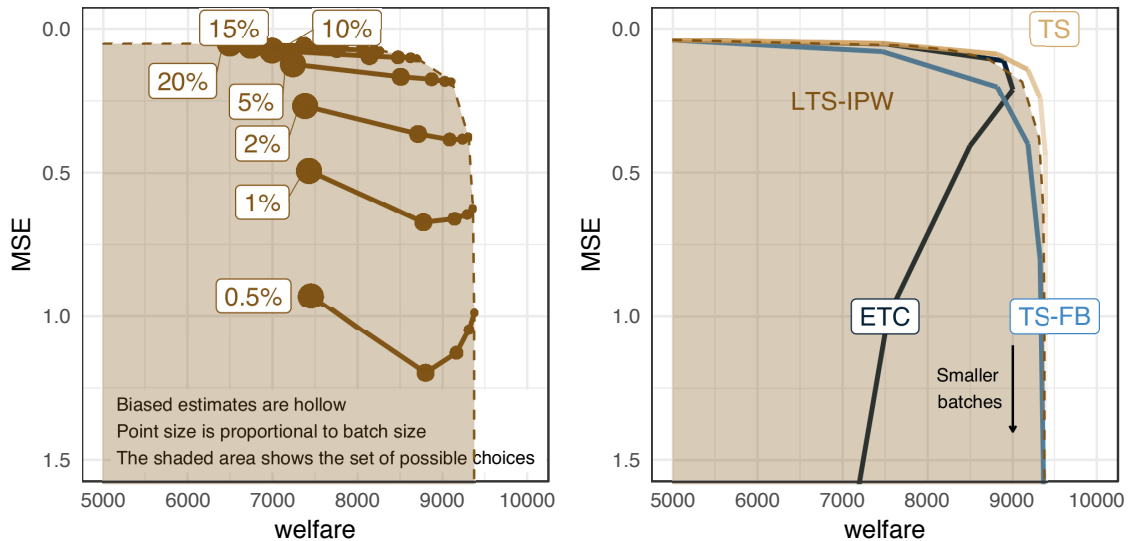 0.0
0.5
1.0
1.5
MSE
15%
10%
20%
5%
2%
1%
0.5%
Biased estimates are hollow
Point size is proportional to batch size
The shaded area shows the set of possible choices
5000 6000 7000 8000 9000 10000
welfare
0.0
0.5
1.0
1.5
MSE
TS
LTS-IPW
ETC
TS-FB
Smaller
batches
5000 6000 7000 8000 9000 10000
welfare